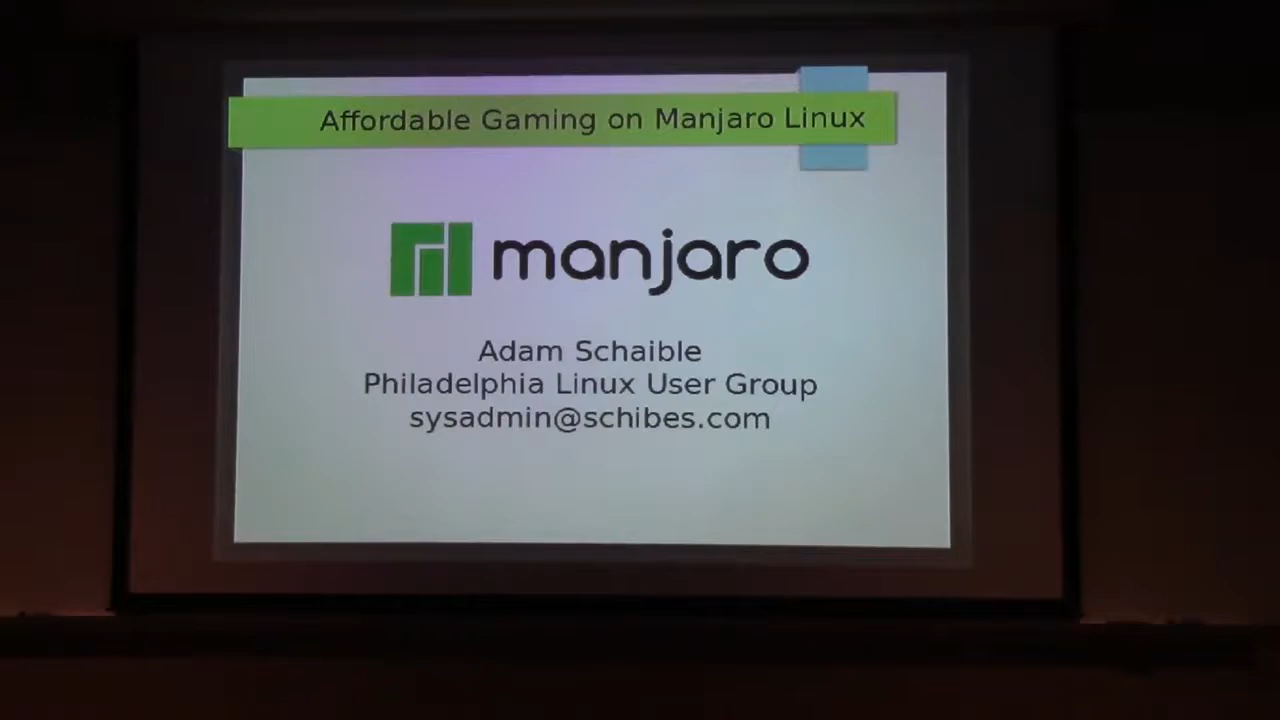 Affordable Gaming on Manjaro Linux
manjaro
Adam Schaible
Philadelphia Linux User Group
sysadmin@schibes.com